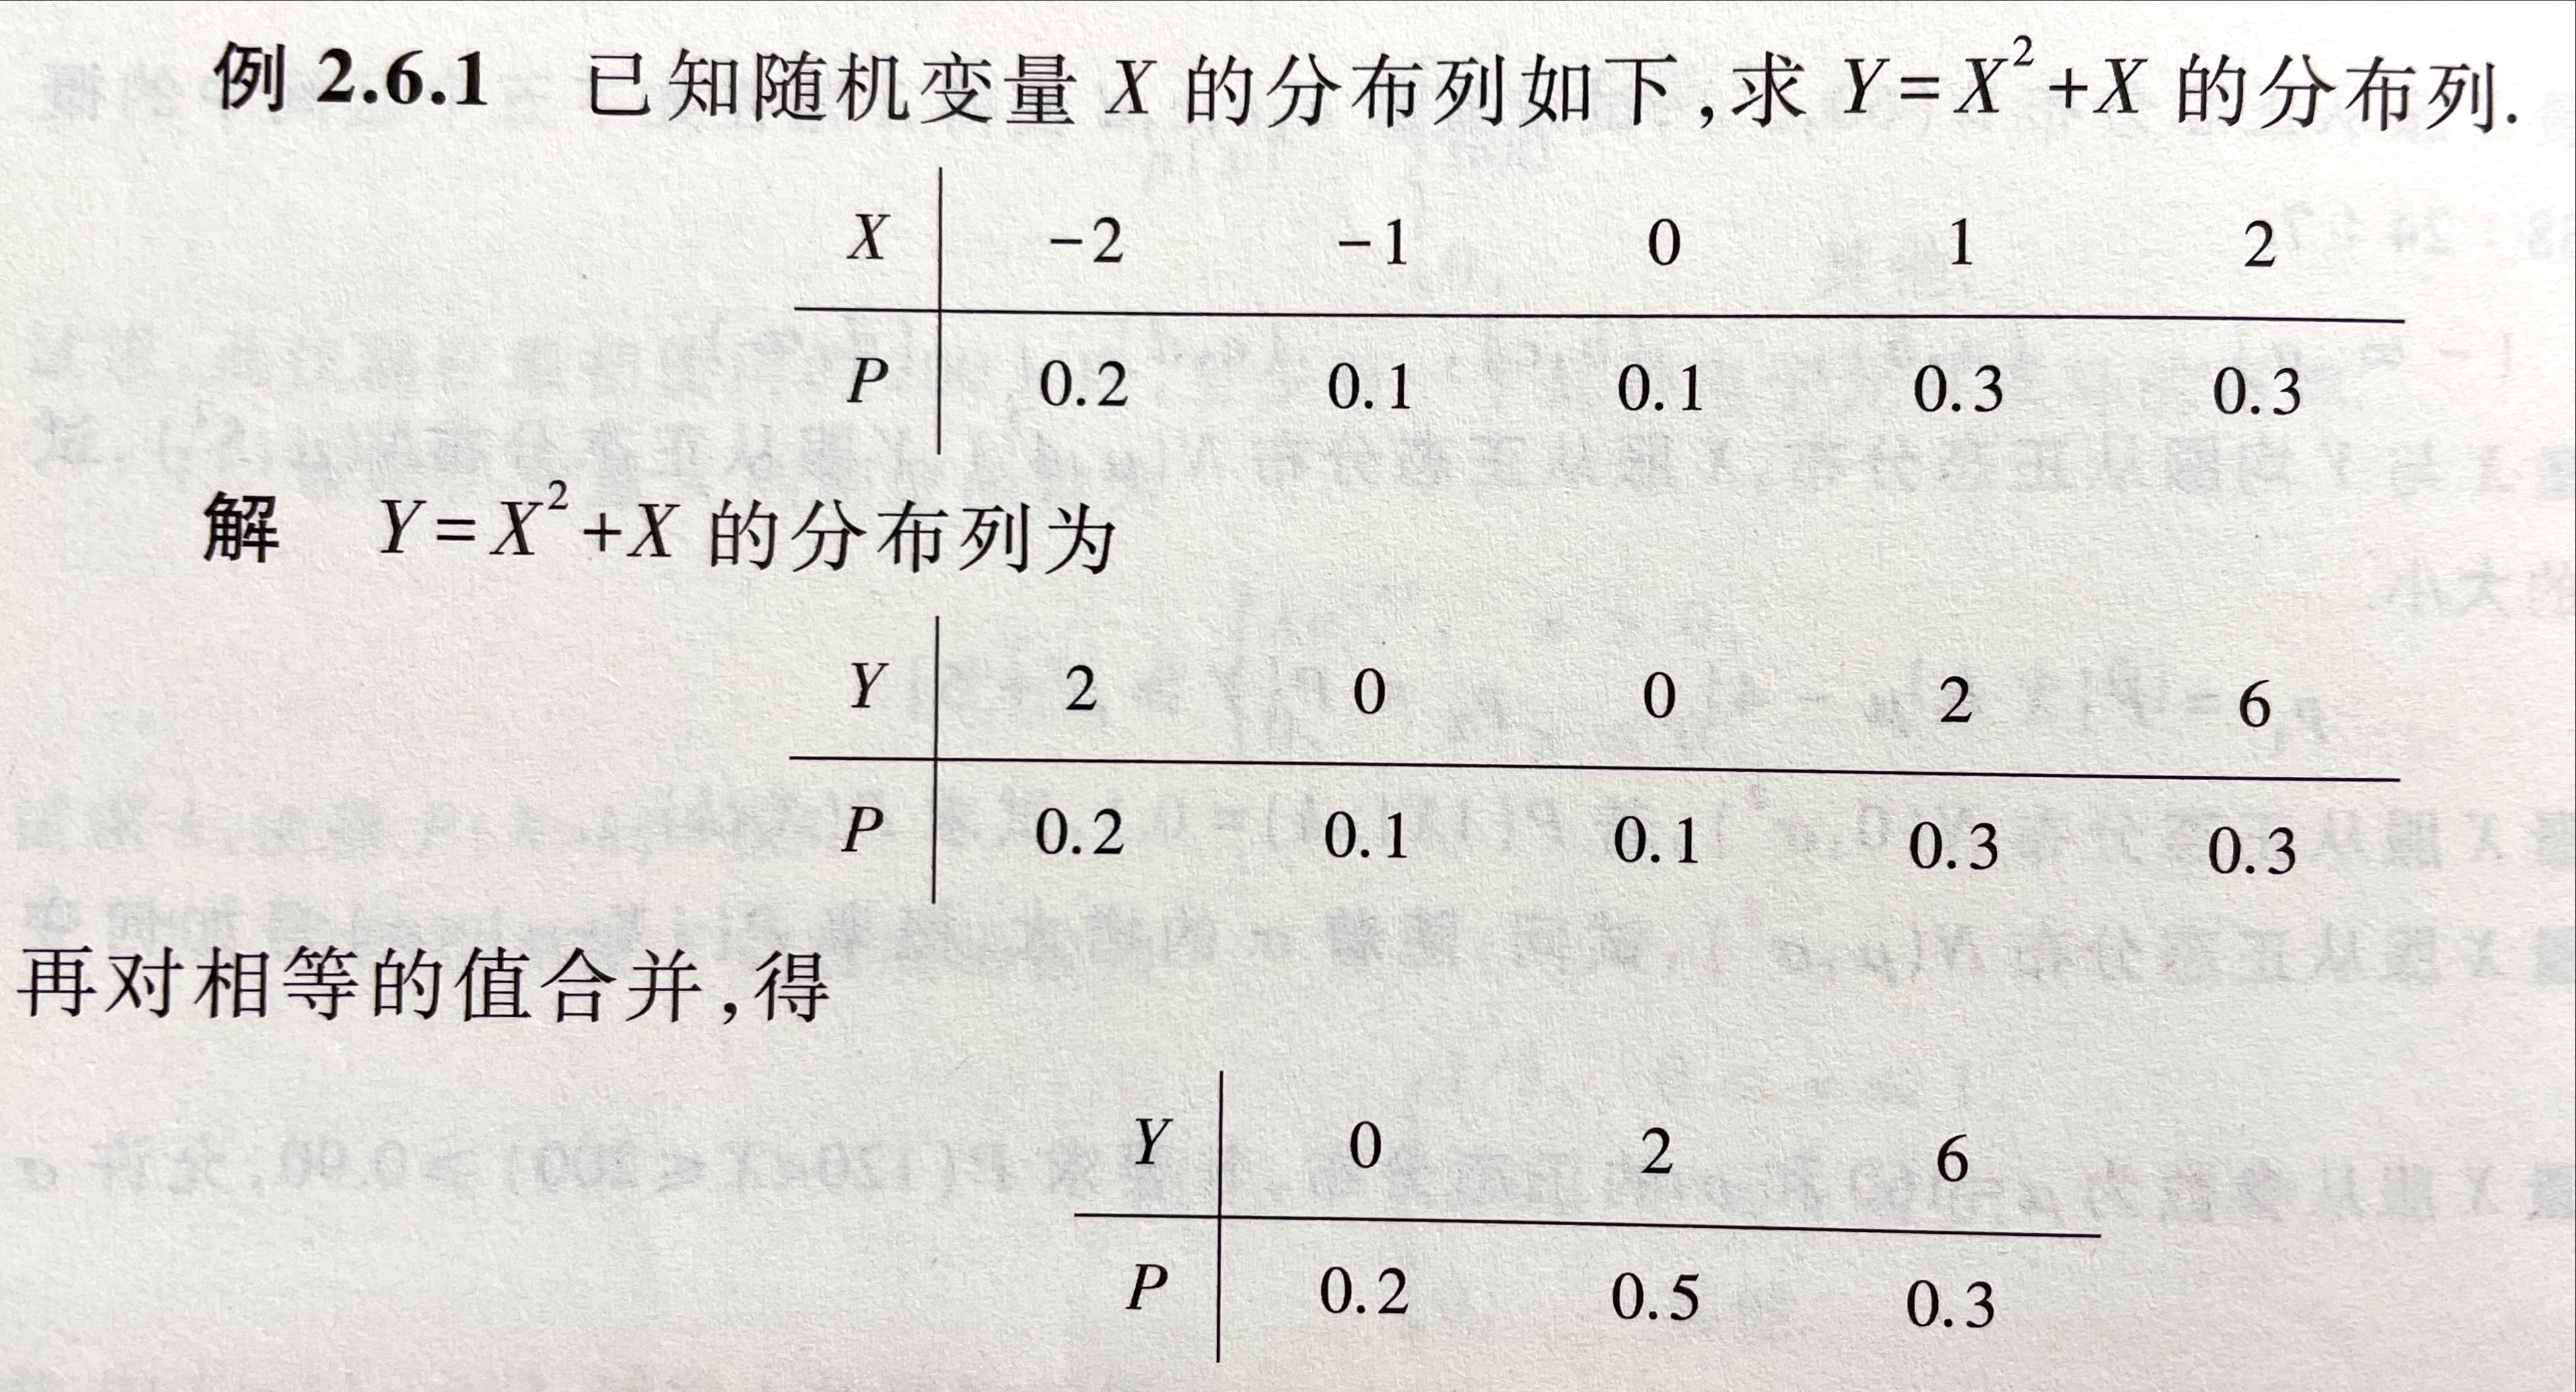 例 2.6.1 已知随机变量 X 的分布列如下,求 Y=X²+X 的分布列.
X -2 -1 0 1 2
P 0.2 0.1 0.1 0.3 0.3
解 Y=X²+X 的分布列为
Y 2 0 0 2 6
P 0.2 0.1 0.1 0.3 0.3
再对相等的值合并,得
Y 0 2 6
P 0.2 0.5 0.3